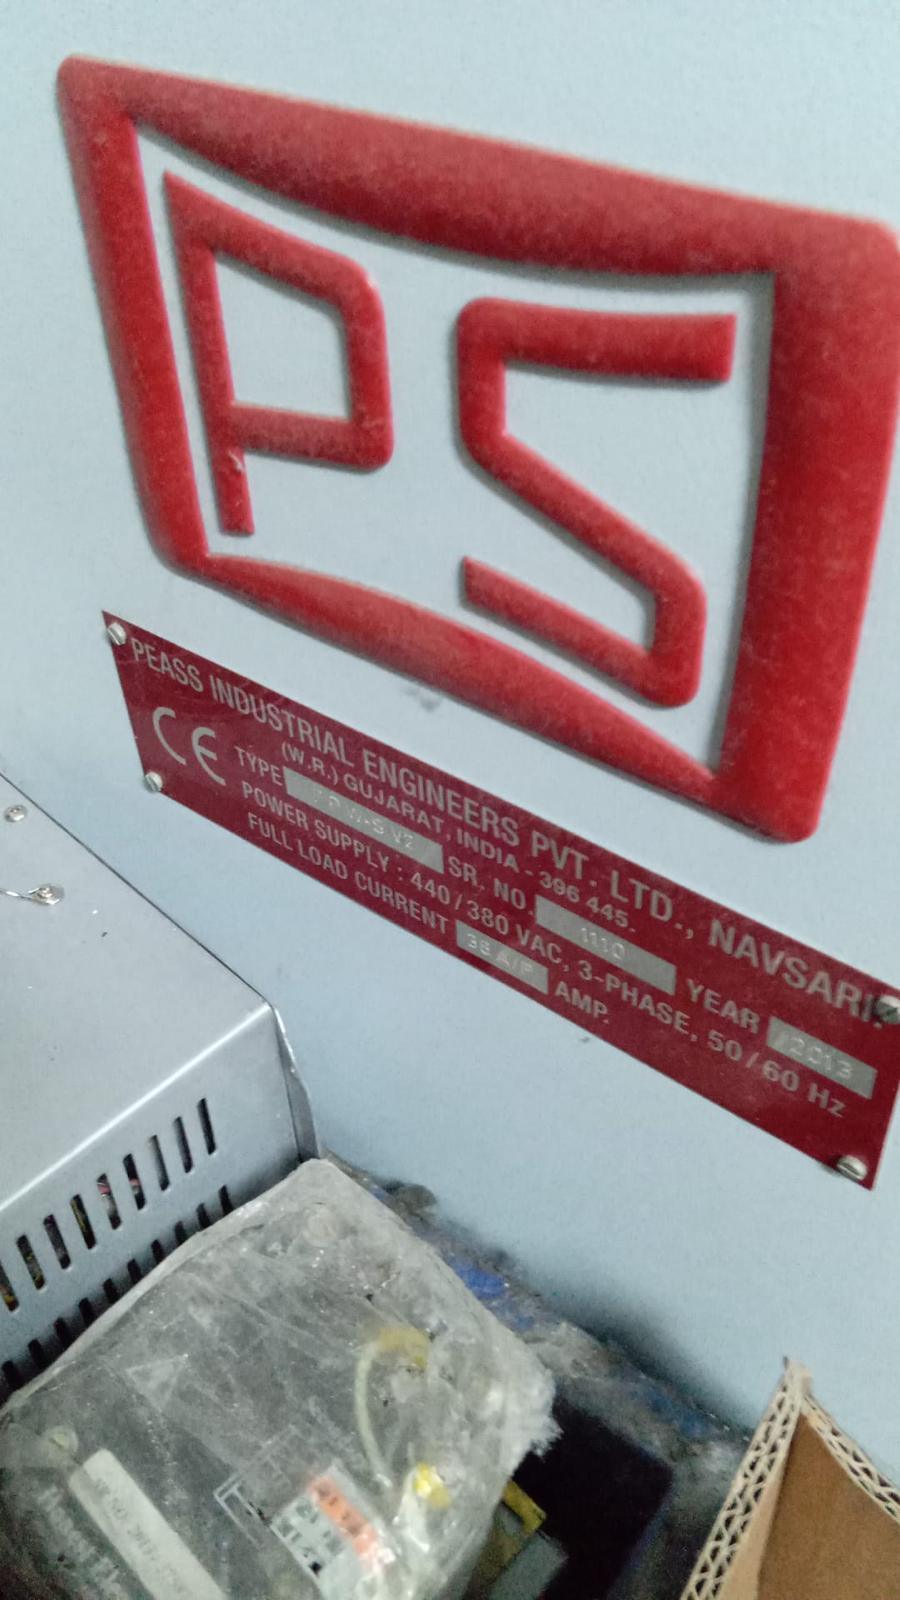 PS
PEASS INDUSTRIAL ENGINEERS PVT. LTD., NAVSARI.
(W.R.) GUJARAT, INDIA - 396 445.
CE TYPE SR. NO. 1110 YEAR 2013
POWER SUPPLY : 440/380 VAC, 3-PHASE, 50/60 Hz
FULL LOAD CURRENT AMP.